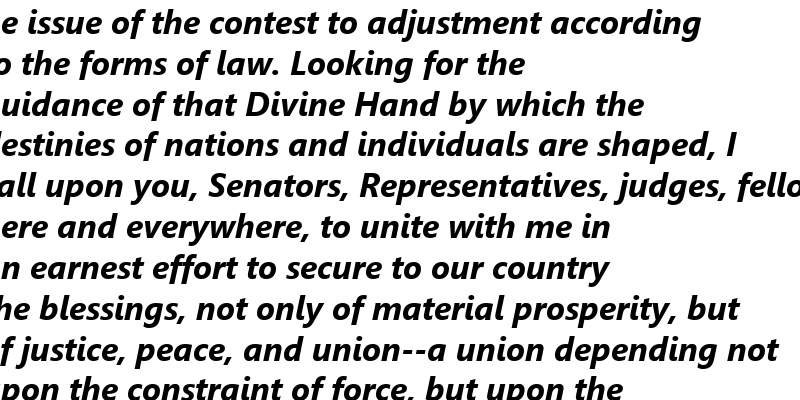 e issue of the contest to adjustment according
o the forms of law. Looking for the
uidance of that Divine Hand by which the
destinies of nations and individuals are shaped, I
all upon you, Senators, Representatives, judges, fello
ere and everywhere, to unite with me in
n earnest effort to secure to our country
he blessings, not only of material prosperity, but
f justice, peace, and union--a union depending not
upon the constraint of force, but upon the